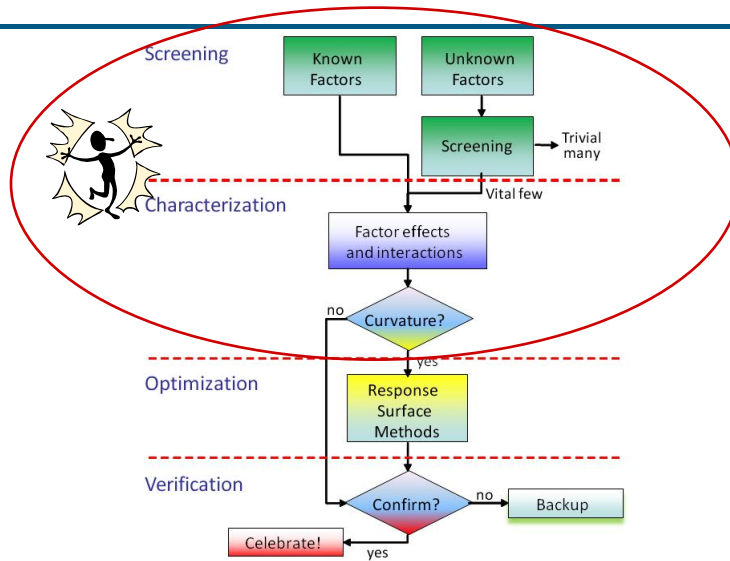 Screening
Known
Factors
Unknown
Factors
Screening
Trivial
many
Vital few
Characterization
Factor effects
and interactions
no
Curvature?
yes
Optimization
Response
Surface
Methods
Verification
Confirm?
no
Backup
Celebrate!
yes